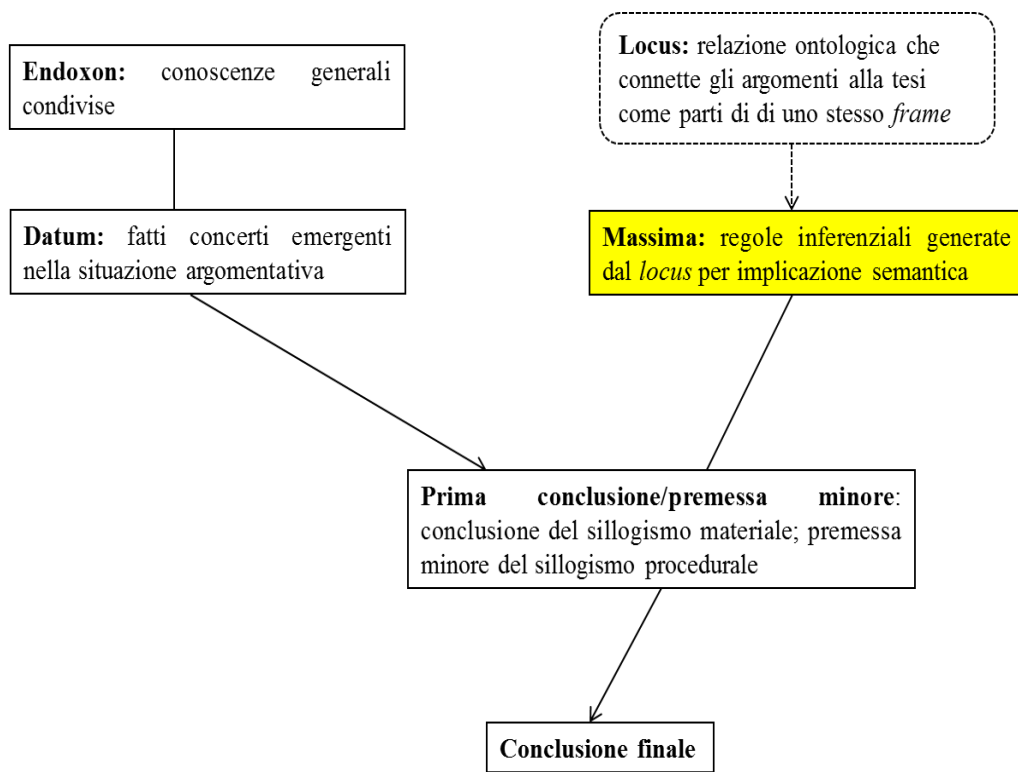 Endoxon: conoscenze generali
condivise
Locus: relazione ontologica che
connette gli argomenti alla tesi
come parti di di uno stesso frame
Datum: fatti concerti emergenti
nella situazione argomentativa
Massima: regole inferenziali generate
dal locus per implicazione semantica
Prima conclusione/premessa minore:
conclusione del sillogismo materiale; premessa
minore del sillogismo procedurale
Conclusione finale